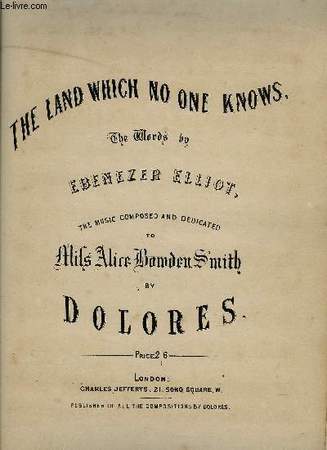 Le-livre.com
THE LAND WHICH NO ONE KNOWS.
The Words by
EBENEZER ELLIOT,
THE MUSIC COMPOSED AND DEDICATED
TO
Miſs Alice Bowden Smith
BY
DOLORES.
PRICE 2/6
LONDON:
CHARLES JEFFERYS, 21, SOHO SQUARE, W.
PUBLISHER OF ALL THE COMPOSITIONS BY DOLORES.